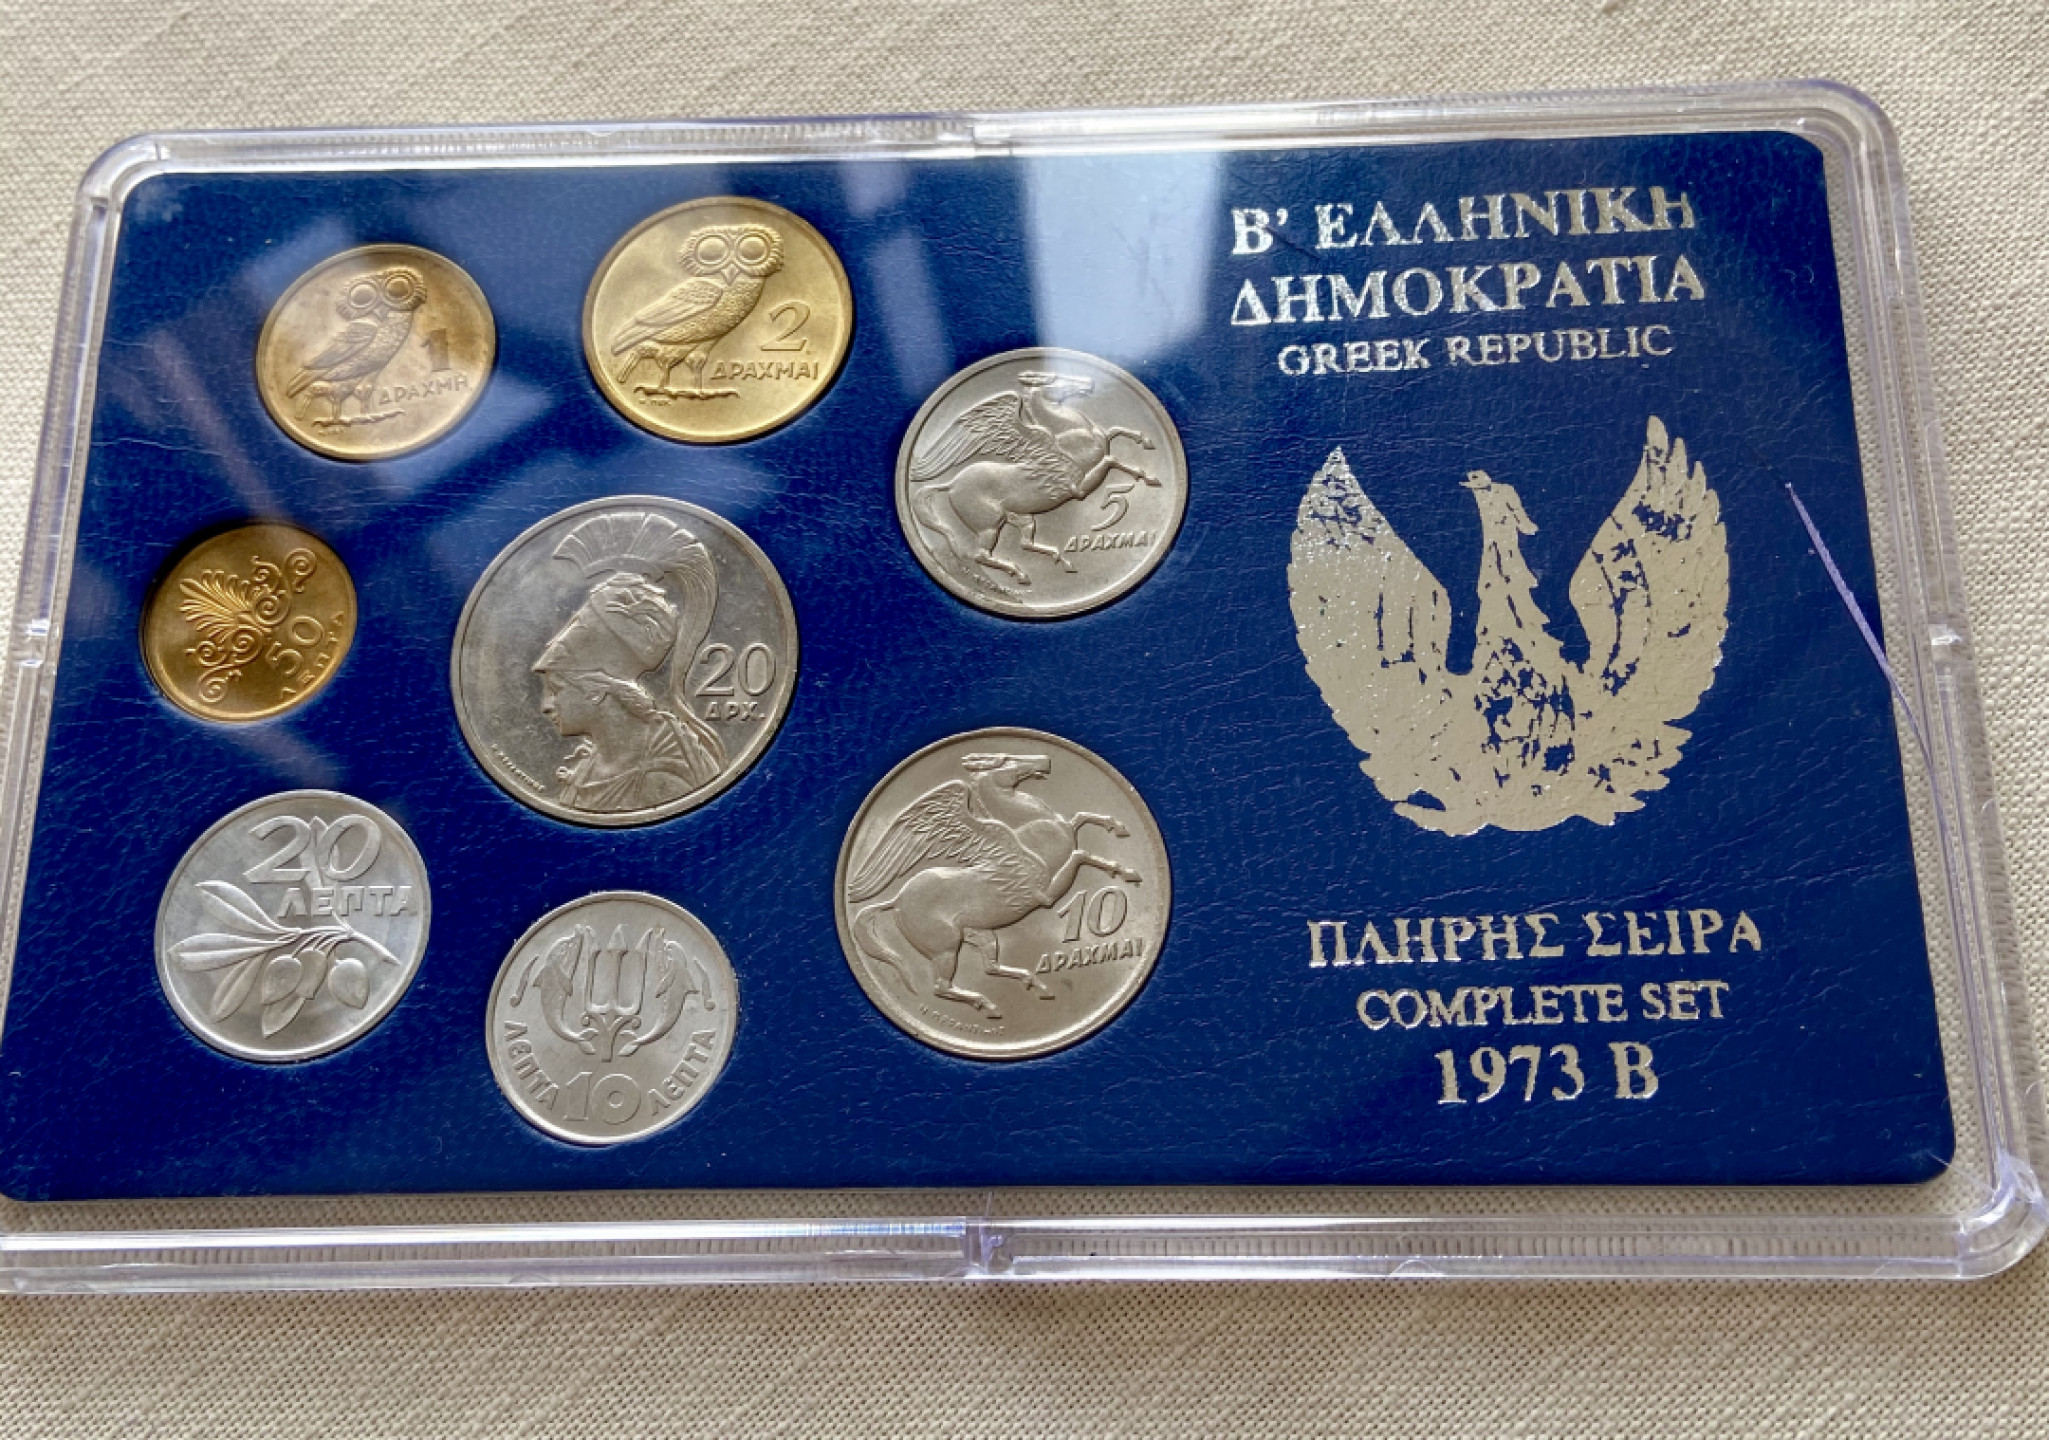 Β' ΕΛΛΗΝΙΚΗ
ΔΗΜΟΚΡΑΤΙΑ
GREEK REPUBLIC
ΠΛΗΡΗΣ ΣΕΙΡΑ
COMPLETE SET
1973 Β
1
ΔΡΑΧΜΗ
2
ΔΡΑΧΜΑΙ
5
ΔΡΑΧΜΑΙ
50
ΛΕΠΤΑ
20
ΔΡΧ.
20
ΛΕΠΤΑ
ΛΕΠΤΑ 10 ΛΕΠΤΑ
10
ΔΡΑΧΜΑΙ